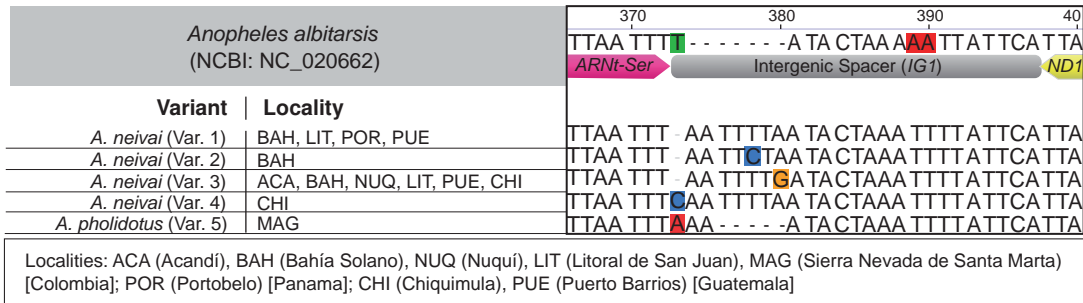 370 380 390 40
Anopheles albitarsis
(NCBI: NC_020662)
TTAA TTT T - - - - - - - A TA CTAAA AA TTA TTCA TTA
ARNt-Ser Intergenic Spacer (IG1) ND1
Variant Locality
A. neivai (Var. 1) BAH, LIT, POR, PUE TTAA TTT - AA TTTTAA TA CTAAA TTTTA TTCA TTA
A. neivai (Var. 2) BAH TTAA TTT - AA TTCTAA TA CTAAA TTTTA TTCA TTA
A. neivai (Var. 3) ACA, BAH, NUQ, LIT, PUE, CHI TTAA TTT - AA TTTTGA TA CTAAA TTTTA TTCA TTA
A. neivai (Var. 4) CHI TTAA TTT CAA TTTTAA TA CTAAA TTTTA TTCA TTA
A. pholidotus (Var. 5) MAG TTAA TTT AAA - - - - - A TA CTAAA TTTTA TTCA TTA
Localities: ACA (Acandí), BAH (Bahía Solano), NUQ (Nuquí), LIT (Litoral de San Juan), MAG (Sierra Nevada de Santa Marta)
[Colombia]; POR (Portobelo) [Panama]; CHI (Chiquimula), PUE (Puerto Barrios) [Guatemala]